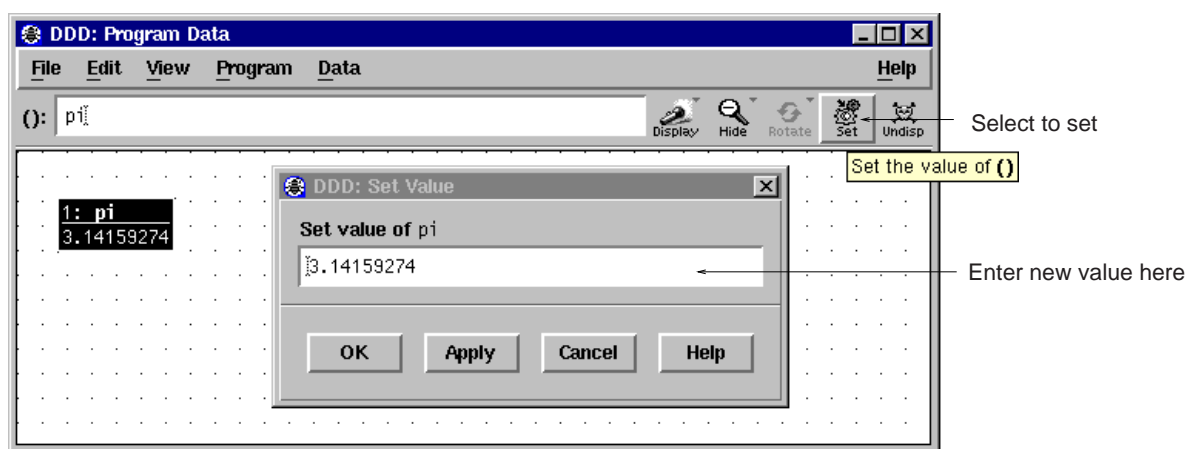 DDD: Program Data
File Edit View Program Data Help
(): pi
Display Hide Rotate Set Undisp
Select to set
Set the value of ()
DDD: Set Value
1: pi
3.14159274
Set value of pi
3.14159274
Enter new value here
OK Apply Cancel Help